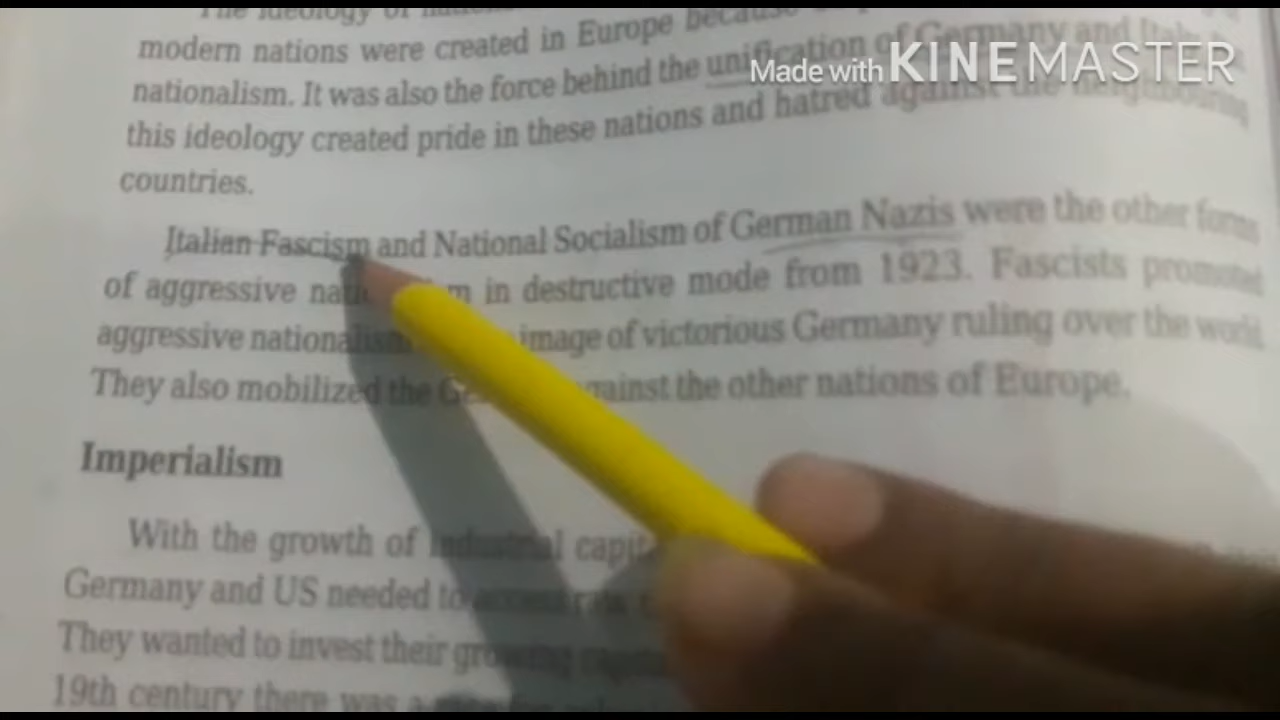 The ideology of
modern nations were created in Europe because
nationalism. It was also the force behind the unification of Germany and
this ideology created pride in these nations and hatred against the neighbouring
countries.
Italian Fascism and National Socialism of German Nazis were the other forms
of aggressive in destructive mode from 1923. Fascists promoted
aggressive nationalism image of victorious Germany ruling over the world
They also mobilized the against the other nations of Europe.
Imperialism
With the growth of industrial
Germany and US needed to
They wanted to invest their growing
19th century there was a
Made with KINEMASTER